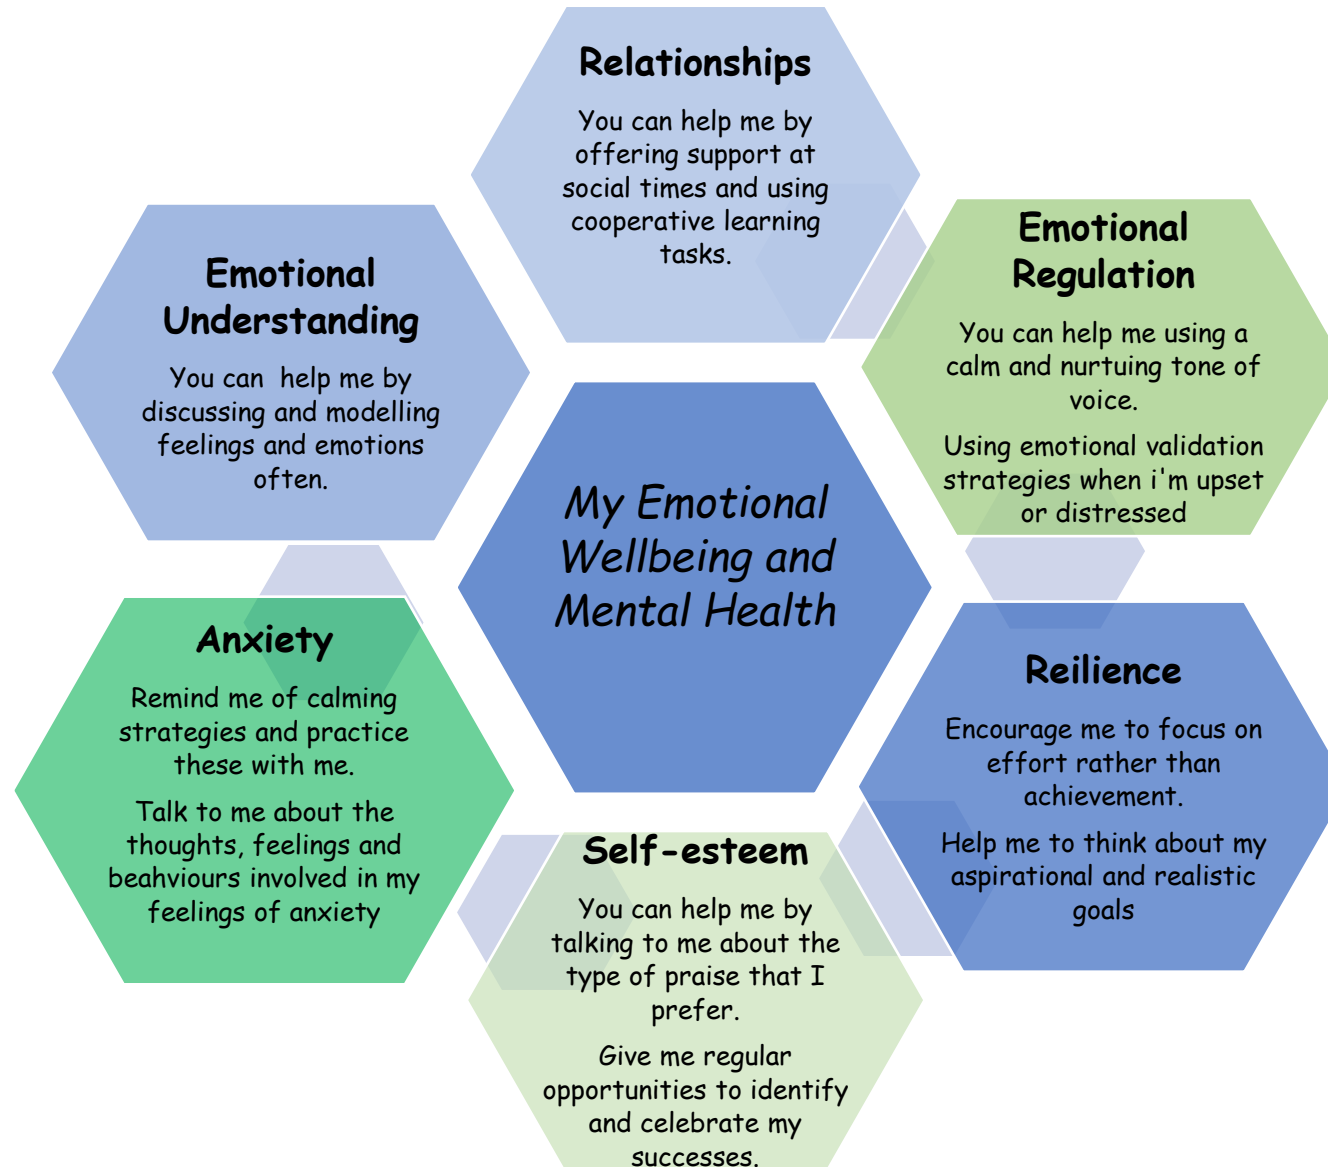 Relationships
You can help me by
offering support at
social times and using
cooperative learning
tasks.
Emotional
Regulation
You can help me using a
calm and nurtuing tone of
voice.
Using emotional validation
strategies when i'm upset
or distressed
Emotional
Understanding
You can help me by
discussing and modelling
feelings and emotions
often.
My Emotional
Wellbeing and
Mental Health
Anxiety
Remind me of calming
strategies and practice
these with me.
Talk to me about the
thoughts, feelings and
beahviours involved in my
feelings of anxiety
Reilience
Encourage me to focus on
effort rather than
achievement.
Help me to think about my
aspirational and realistic
goals
Self-esteem
You can help me by
talking to me about the
type of praise that I
prefer.
Give me regular
opportunities to identify
and celebrate my
successes.